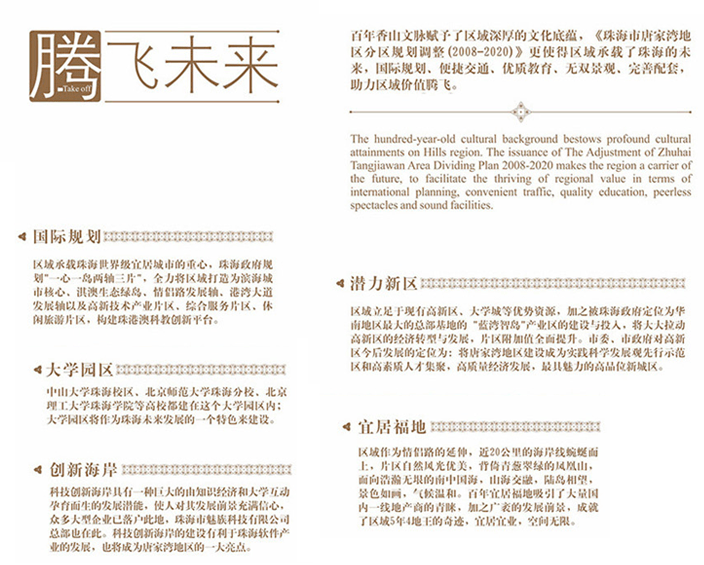 腾飞未来
Take off
百年香山文脉赋予了区域深厚的文化底蕴，《珠海市唐家湾地
区分区规划调整(2008-2020)》更使得区域承载了珠海的未
来，国际规划、便捷交通、优质教育、无双景观、完善配套，
助力区域价值腾飞。
The hundred-year-old cultural background bestows profound cultural
attainments on Hills region. The issuance of The Adjustment of Zhuhai
Tangjiawan Area Dividing Plan 2008-2020 makes the region a carrier of
the future, to facilitate the thriving of regional value in terms of
international planning, convenient traffic, quality education, peerless
spectacles and sound facilities.
国际规划
区域承载珠海世界级宜居城市的重心，珠海政府规
划"一心一岛两轴三片"，全力将区域打造为滨海城
市核心、淇澳生态绿岛、情侣路发展轴、港湾大道
发展轴以及高新技术产业片区、综合服务片区、休
闲旅游片区，构建珠港澳科教创新平台。
大学园区
中山大学珠海校区、北京师范大学珠海分校、北京
理工大学珠海学院等高校都建在这个大学园区内；
大学园区将作为珠海未来发展的一个特色来建设。
创新海岸
科技创新海岸具有一种巨大的由知识经济和大学互动
孕育而生的发展潜能，使人对其发展前景充满信心，
众多大型企业已落户此地，珠海市魅族科技有限公司
总部也在此。科技创新海岸的建设有利于珠海软件产
业的发展，也将成为唐家湾地区的一大亮点。
潜力新区
区域立足于现有高新区、大学城等优势资源，加之被珠海政府定位为华
南地区最大的总部基地的 "蓝湾智岛"产业区的建设与投入，将大大拉动
高新区的经济转型与发展，片区附加值全面提升。市委、市政府对高新
区今后发展的定位为：将唐家湾地区建设成为实践科学发展观先行示范
区和高素质人才集聚，高质量经济发展，最具魅力的高品位新城区。
宜居福地
区域作为情侣路的延伸，近20公里的海岸线蜿蜒而
上，片区自然风光优美，背倚青葱翠绿的凤凰山，
而向浩瀚无垠的南中国海，山海交融，陆岛相望，
景色如画，气候温和。百年宜居福地吸引了大量国
内一线地产商的青睐，加之广袤的发展前景，成就
了区域5年4地王的奇迹，宜居宜业，空间无限。